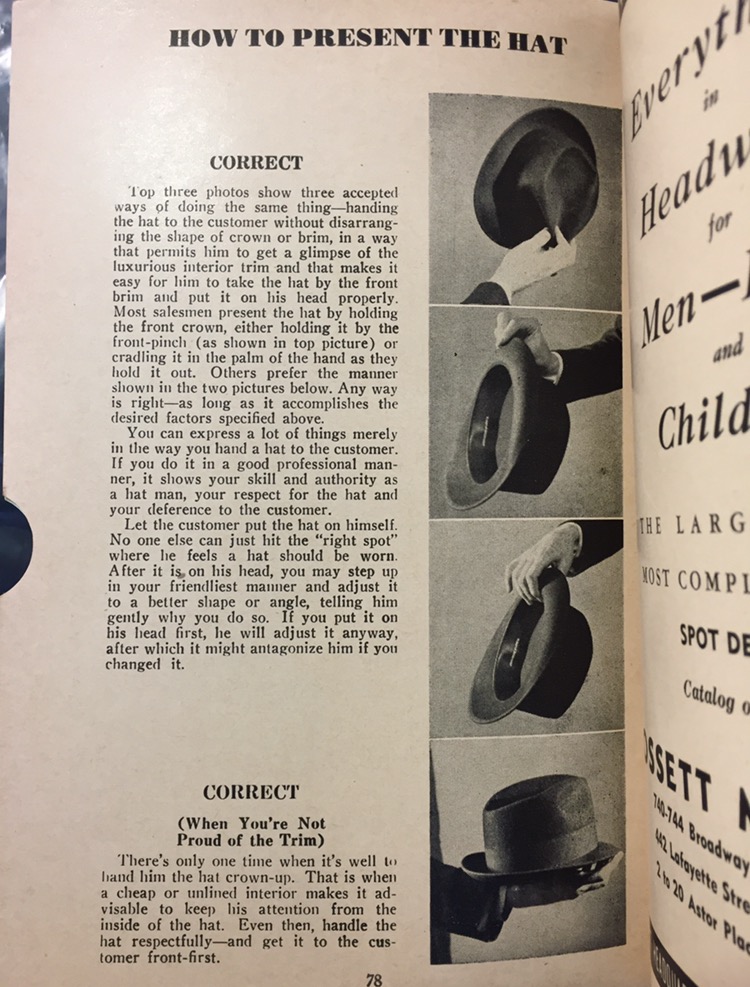 HOW TO PRESENT THE HAT
CORRECT
Top three photos show three accepted
ways of doing the same thing—handing
the hat to the customer without disarrang-
ing the shape of crown or brim, in a way
that permits him to get a glimpse of the
luxurious interior trim and that makes it
easy for him to take the hat by the front
brim and put it on his head properly.
Most salesmen present the hat by holding
the front crown, either holding it by the
front-pinch (as shown in top picture) or
cradling it in the palm of the hand as they
hold it out. Others prefer the manner
shown in the two pictures below. Any way
is right—as long as it accomplishes the
desired factors specified above.
You can express a lot of things merely
in the way you hand a hat to the customer.
If you do it in a good professional man-
ner, it shows your skill and authority as
a hat man, your respect for the hat and
your deference to the customer.
Let the customer put the hat on himself.
No one else can just hit the “right spot”
where he feels a hat should be worn.
After it is on his head, you may step up
in your friendliest manner and adjust it
to a better shape or angle, telling him
gently why you do so. If you put it on
his head first, he will adjust it anyway,
after which it might antagonize him if you
changed it.
CORRECT
(When You're Not
Proud of the Trim)
There's only one time when it's well to
hand him the hat crown-up. That is when
a cheap or unlined interior makes it ad-
visable to keep his attention from the
inside of the hat. Even then, handle the
hat respectfully—and get it to the cus-
tomer front-first.
78
in
for
Men—
and
THE
MOST
SPOT
Catalog
740-744 Broadway
442 Lafayette
2 to 20 Astor